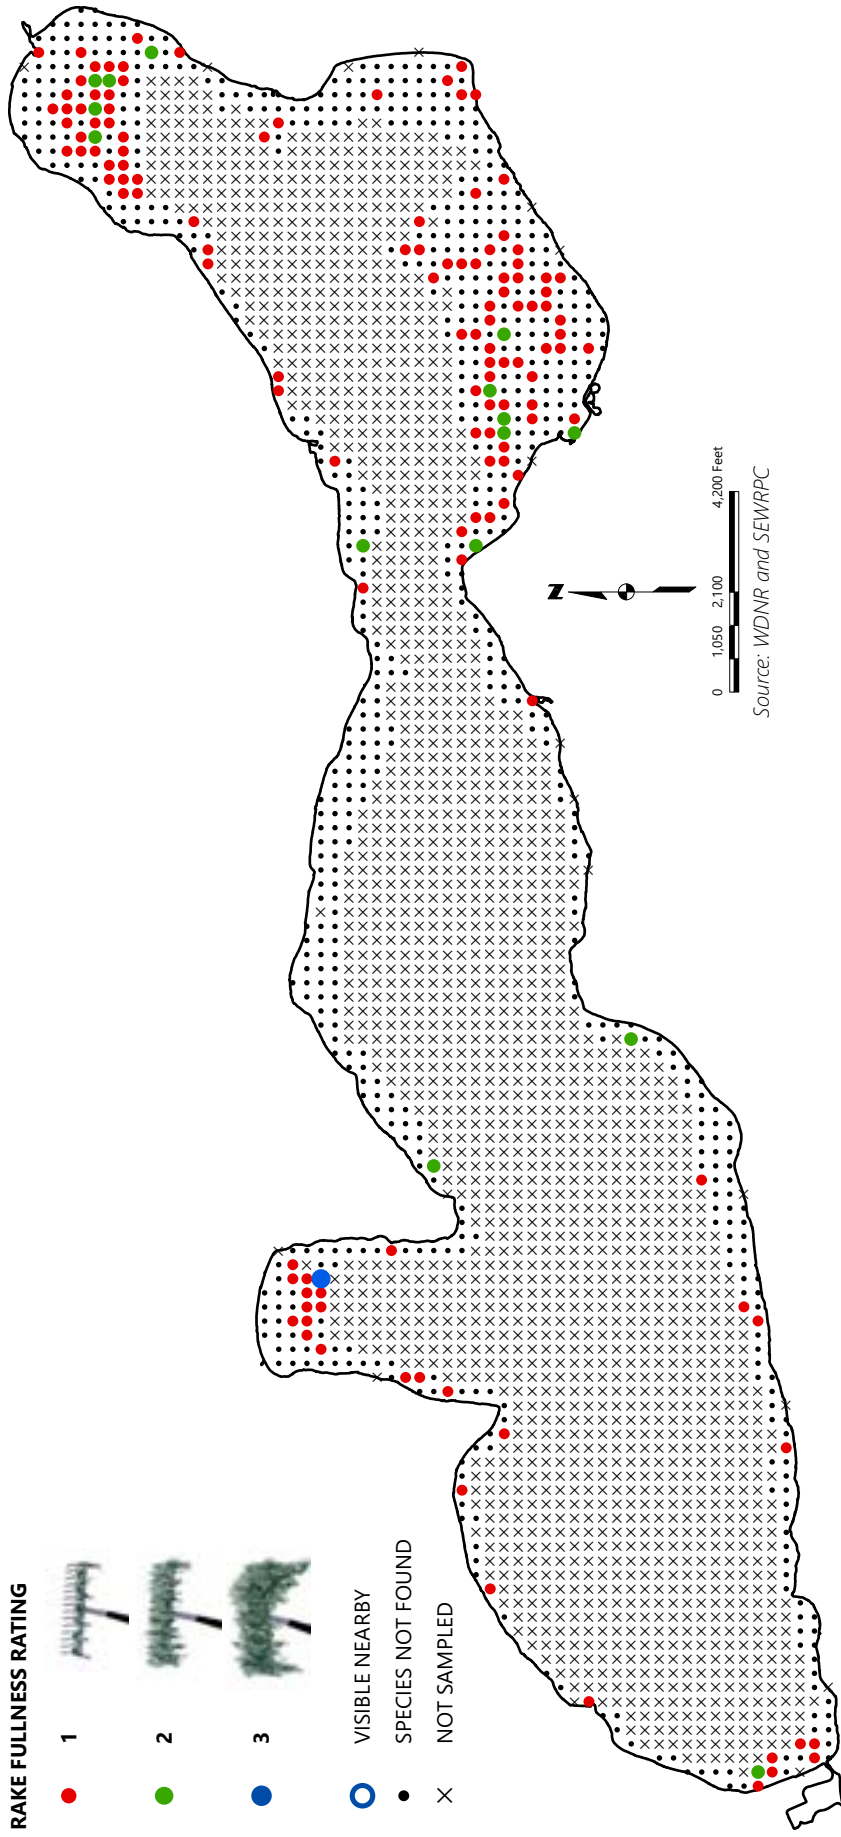 RAKE FULLNESS RATING
1
2
3
VISIBLE NEARBY
SPECIES NOT FOUND
NOT SAMPLED
N
0 1,050 2,100 4,200 Feet
Source: WDNR and SEWRPC